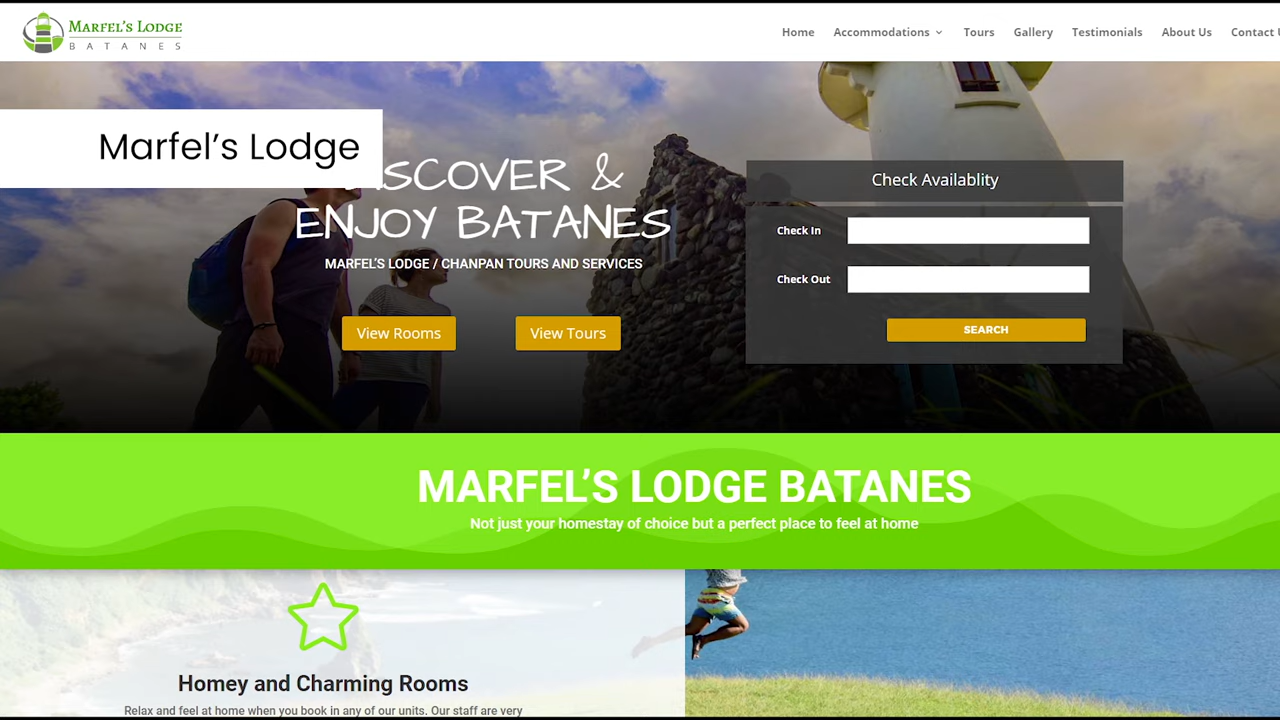 MARFEL'S LODGE
BATANES
Home
Accommodations
Tours
Gallery
Testimonials
About Us
Contact
Marfel's Lodge
DISCOVER &
ENJOY BATANES
MARFEL'S LODGE / CHANPAN TOURS AND SERVICES
View Rooms
View Tours
Check Availablity
Check In
Check Out
SEARCH
MARFEL'S LODGE BATANES
Not just your homestay of choice but a perfect place to feel at home
Homey and Charming Rooms
Relax and feel at home when you book in any of our units. Our staff are very